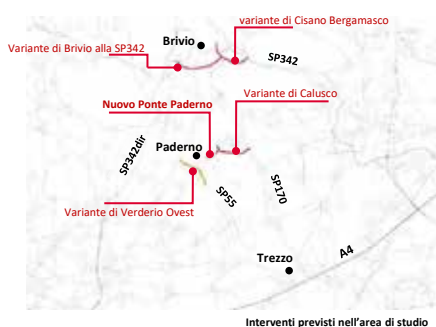 variante di Cisano Bergamasco
Brivio
Variante di Brivio alla SP342
SP342
Variante di Calusco
Nuovo Ponte Paderno
SP342dir
Paderno
SP55
SP170
Variante di Verderio Ovest
Trezzo
A4
Interventi previsti nell'area di studio